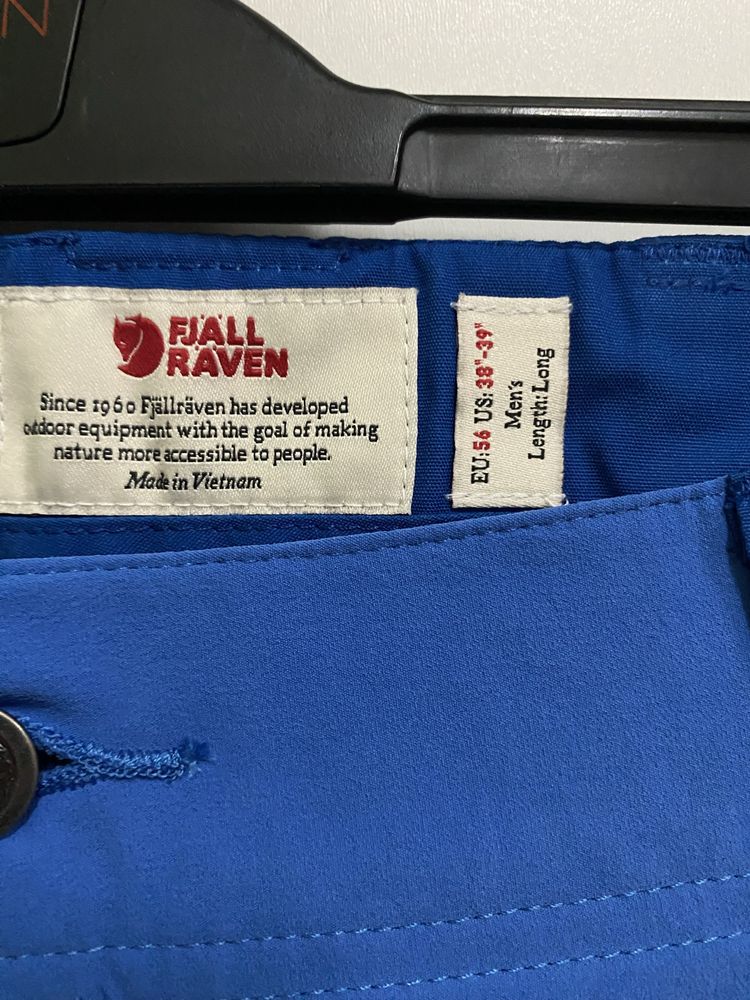 FJÄLL
RÄVEN
Since 1960 Fjällräven has developed
outdoor equipment with the goal of making
nature more accessible to people.
Made in Vietnam
EU:56 US:38"-39"
Men's
Length:Long